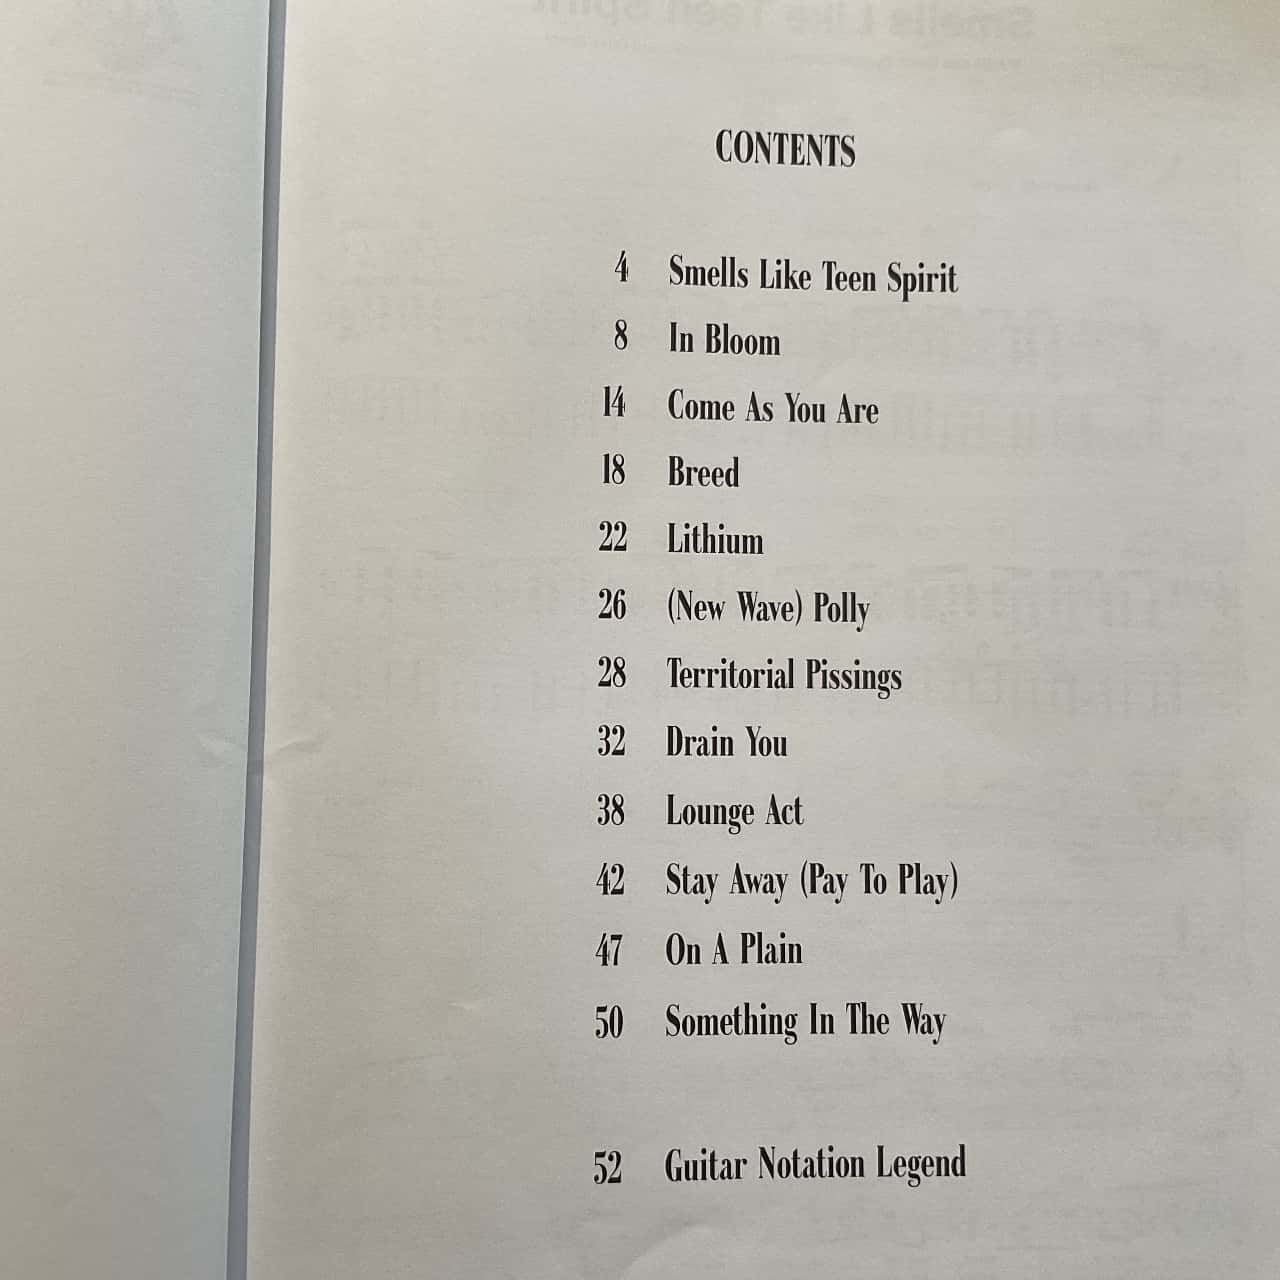 CONTENTS
4 Smells Like Teen Spirit
8 In Bloom
14 Come As You Are
18 Breed
22 Lithium
26 (New Wave) Polly
28 Territorial Pissings
32 Drain You
38 Lounge Act
42 Stay Away (Pay To Play)
47 On A Plain
50 Something In The Way
52 Guitar Notation Legend